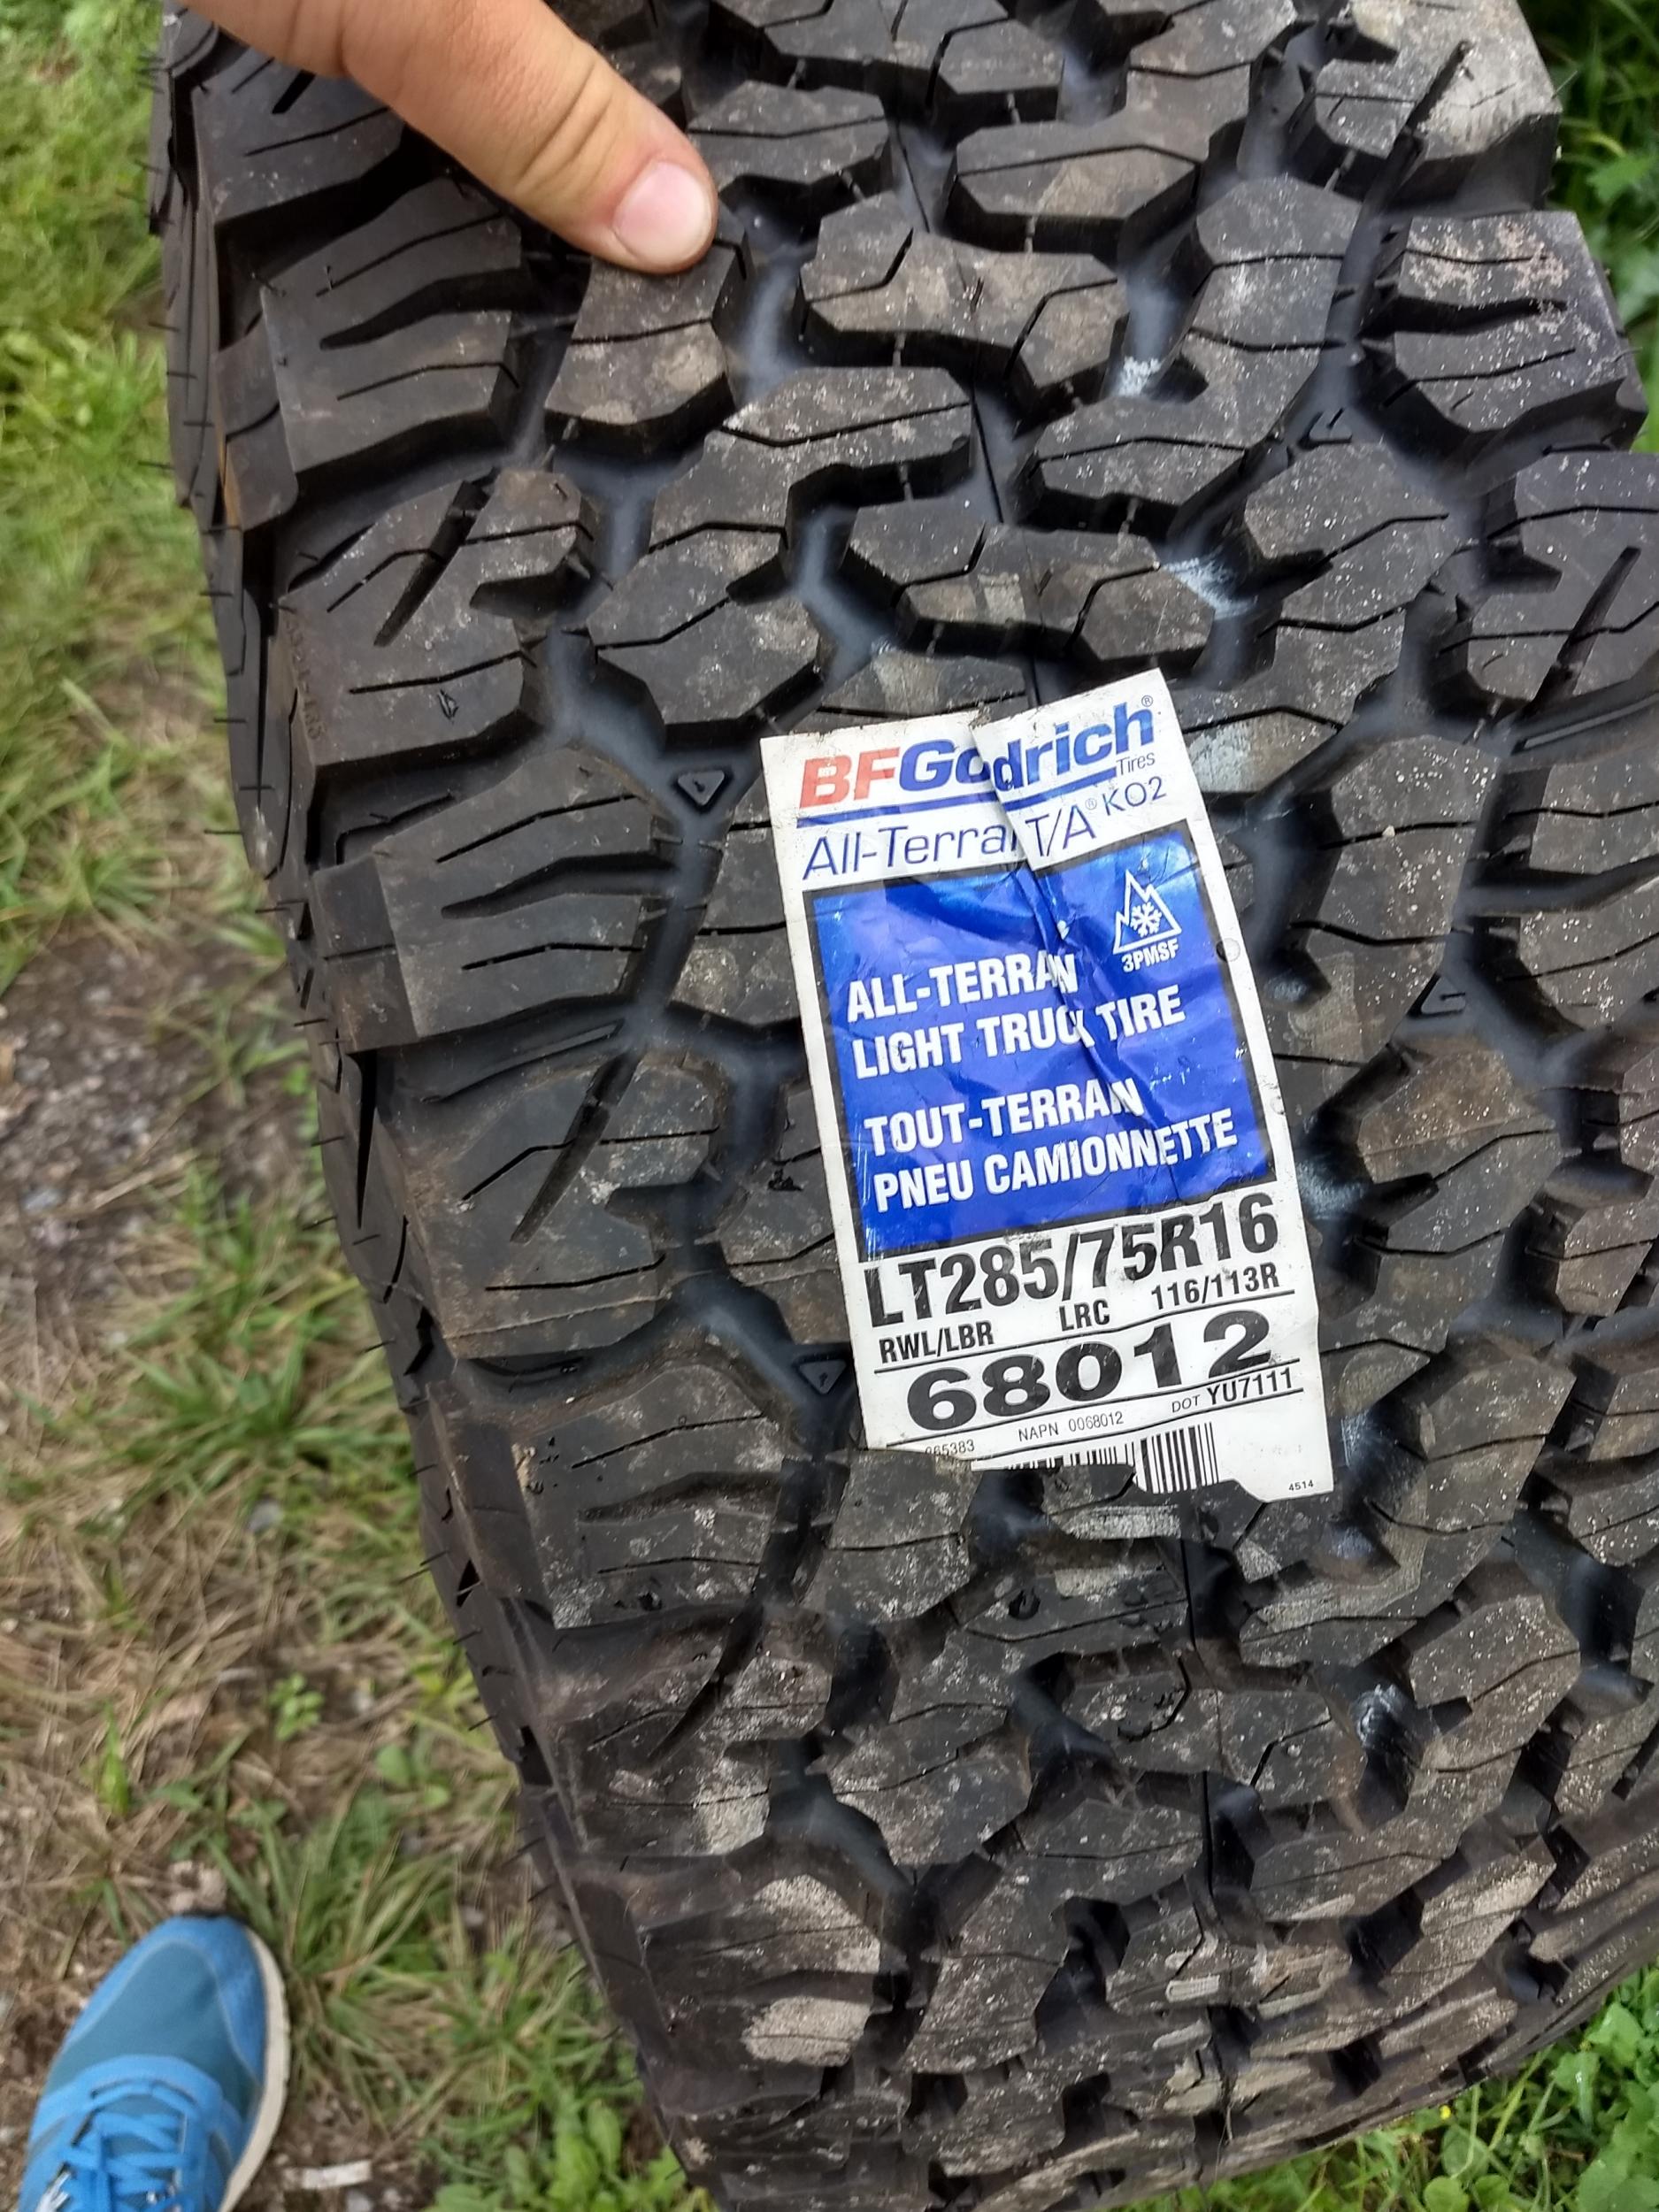 BFGoodrich®
Tires
All-Terrain T/A® KO2
3PMSF
ALL-TERRAIN
LIGHT TRUCK TIRE
TOUT-TERRAIN
PNEU CAMIONNETTE
LT285/75R16
RWL/LBR LRC 116/113R
68012
NAPN 0068012 DOT YU7111
4514